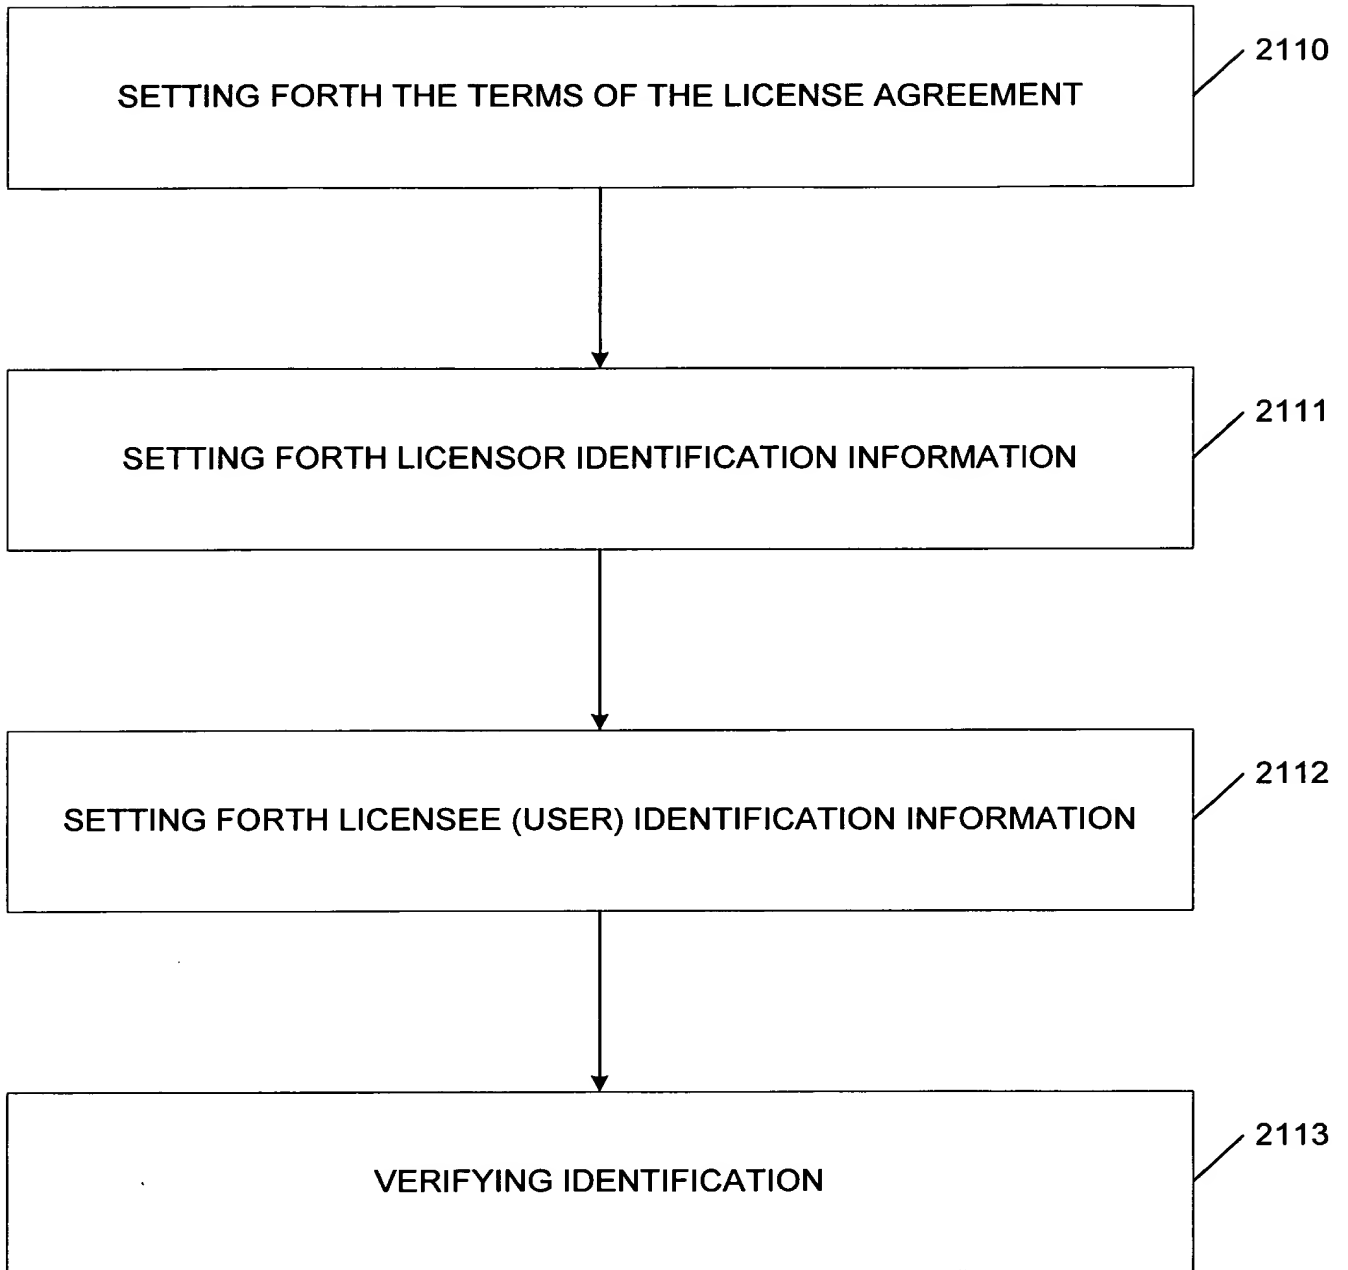 SETTING FORTH THE TERMS OF THE LICENSE AGREEMENT
2110
SETTING FORTH LICENSOR IDENTIFICATION INFORMATION
2111
SETTING FORTH LICENSEE (USER) IDENTIFICATION INFORMATION
2112
VERIFYING IDENTIFICATION
2113